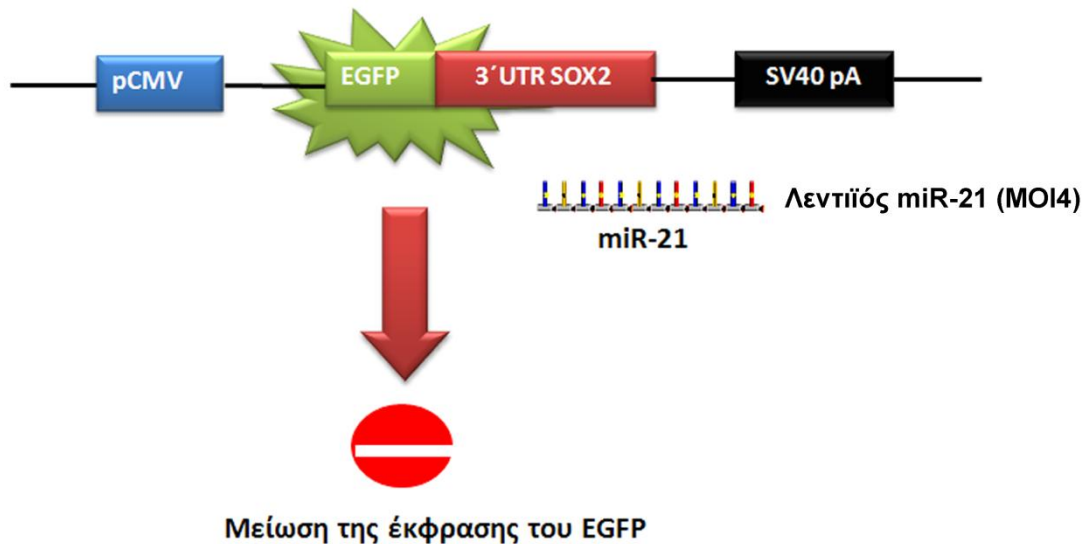 pCMV
EGFP
3´UTR SOX2
SV40 pA
Λεντιϊός miR-21 (MOI4)
miR-21
Μείωση της έκφρασης του EGFP